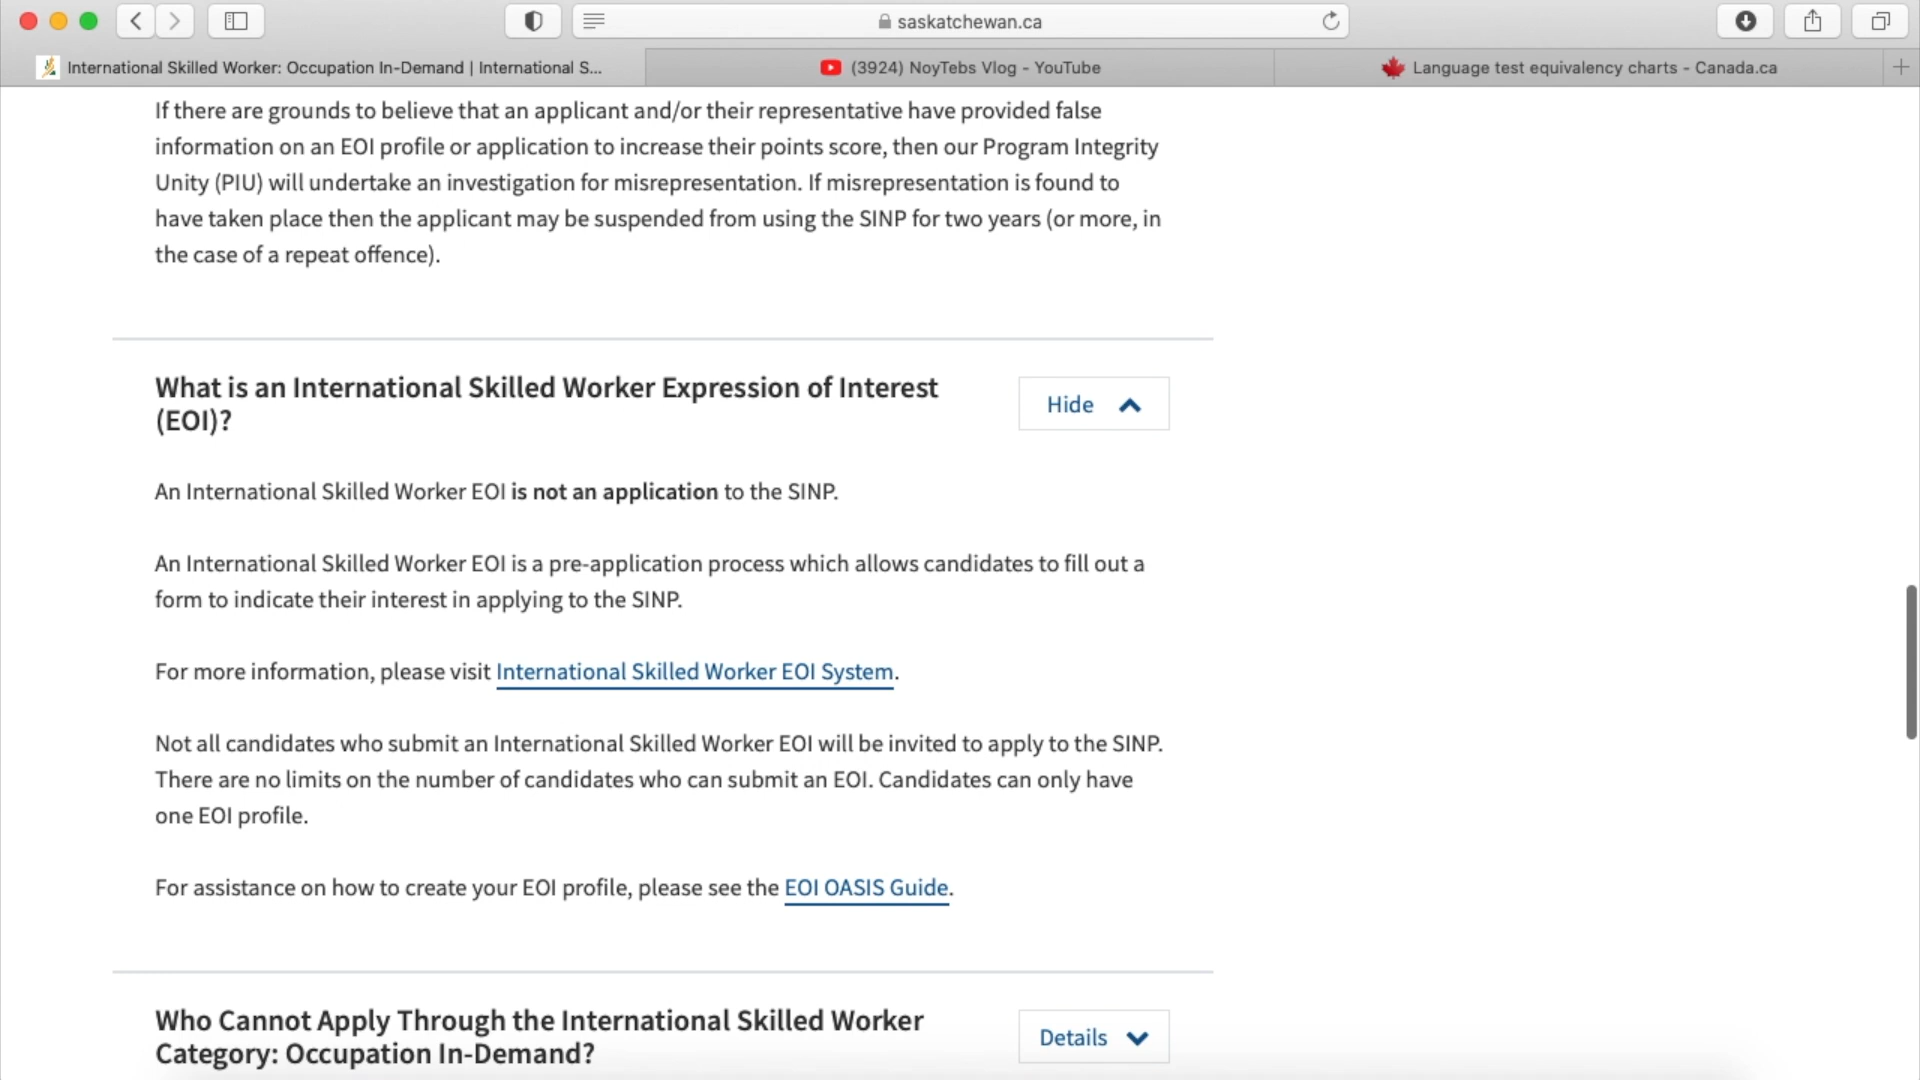 saskatchewan.ca
International Skilled Worker: Occupation In-Demand | International S...
(3924) NoyTebs Vlog - YouTube
Language test equivalency charts - Canada.ca
If there are grounds to believe that an applicant and/or their representative have provided false
information on an EOI profile or application to increase their points score, then our Program Integrity
Unity (PIU) will undertake an investigation for misrepresentation. If misrepresentation is found to
have taken place then the applicant may be suspended from using the SINP for two years (or more, in
the case of a repeat offence).
What is an International Skilled Worker Expression of Interest
(EOI)?
Hide
An International Skilled Worker EOI is not an application to the SINP.
An International Skilled Worker EOI is a pre-application process which allows candidates to fill out a
form to indicate their interest in applying to the SINP.
For more information, please visit International Skilled Worker EOI System.
Not all candidates who submit an International Skilled Worker EOI will be invited to apply to the SINP.
There are no limits on the number of candidates who can submit an EOI. Candidates can only have
one EOI profile.
For assistance on how to create your EOI profile, please see the EOI OASIS Guide.
Who Cannot Apply Through the International Skilled Worker
Category: Occupation In-Demand?
Details